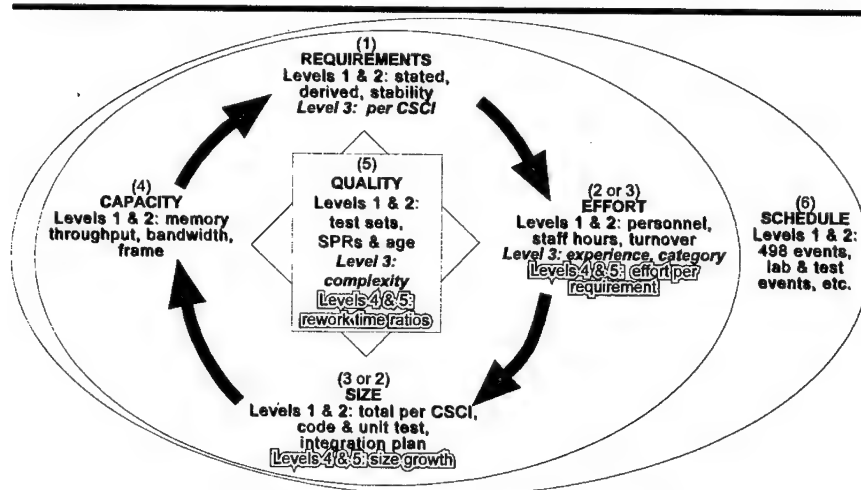 (1)
REQUIREMENTS
Levels 1 & 2: stated,
derived, stability
Level 3: per CSCI
(4)
CAPACITY
Levels 1 & 2: memory
throughput, bandwidth,
frame
(5)
QUALITY
Levels 1 & 2:
test sets,
SPRs & age
Level 3:
complexity
Levels 4 & 5:
rework time ratios
(2 or 3)
EFFORT
Levels 1 & 2: personnel,
staff hours, turnover
Level 3: experience, category
Levels 4 & 5: effort per
requirement
(6)
SCHEDULE
Levels 1 & 2:
498 events,
lab & test
events, etc.
(3 or 2)
SIZE
Levels 1 & 2: total per CSCI,
code & unit test,
integration plan
Levels 4 & 5: size growth